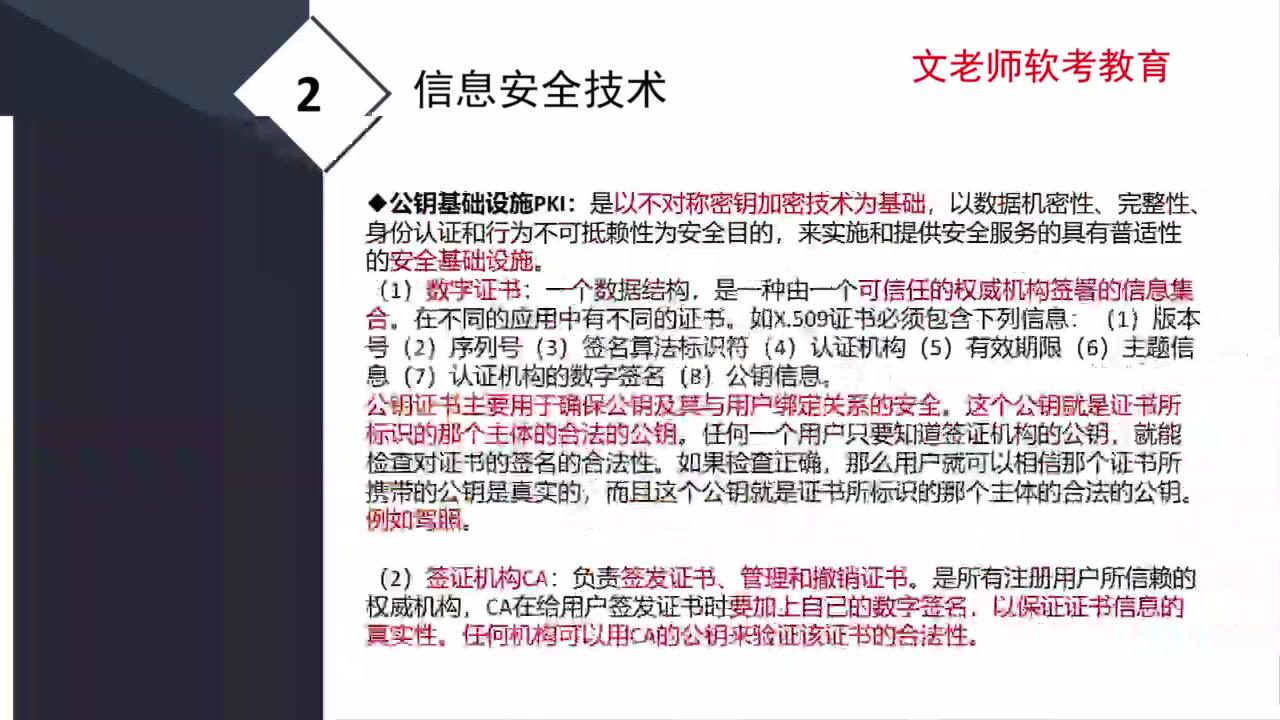 2
信息安全技术
文老师软考教育
◆公钥基础设施PKI：是以不对称密钥加密技术为基础，以数据机密性、完整性、
身份认证和行为不可抵赖性为安全目的，来实施和提供安全服务的具有普适性
的安全基础设施。
（1）数字证书：一个数据结构，是一种由一个可信任的权威机构签署的信息集
合。在不同的应用中有不同的证书。如X.509证书必须包含下列信息：（1）版本
号（2）序列号（3）签名算法标识符（4）认证机构（5）有效期限（6）主题信
息（7）认证机构的数字签名（8）公钥信息。
公钥证书主要用于确保公钥及其与用户绑定关系的安全。这个公钥就是证书所
标识的那个主体的合法的公钥。任何一个用户只要知道签证机构的公钥，就能
检查对证书的签名的合法性。如果检查正确，那么用户就可以相信那个证书所
携带的公钥是真实的，而且这个公钥就是证书所标识的那个主体的合法的公钥。
例如驾照。
（2）签证机构CA：负责签发证书、管理和撤销证书。是所有注册用户所信赖的
权威机构，CA在给用户签发证书时要加上自己的数字签名，以保证证书信息的
真实性。任何机构可以用CA的公钥来验证该证书的合法性。